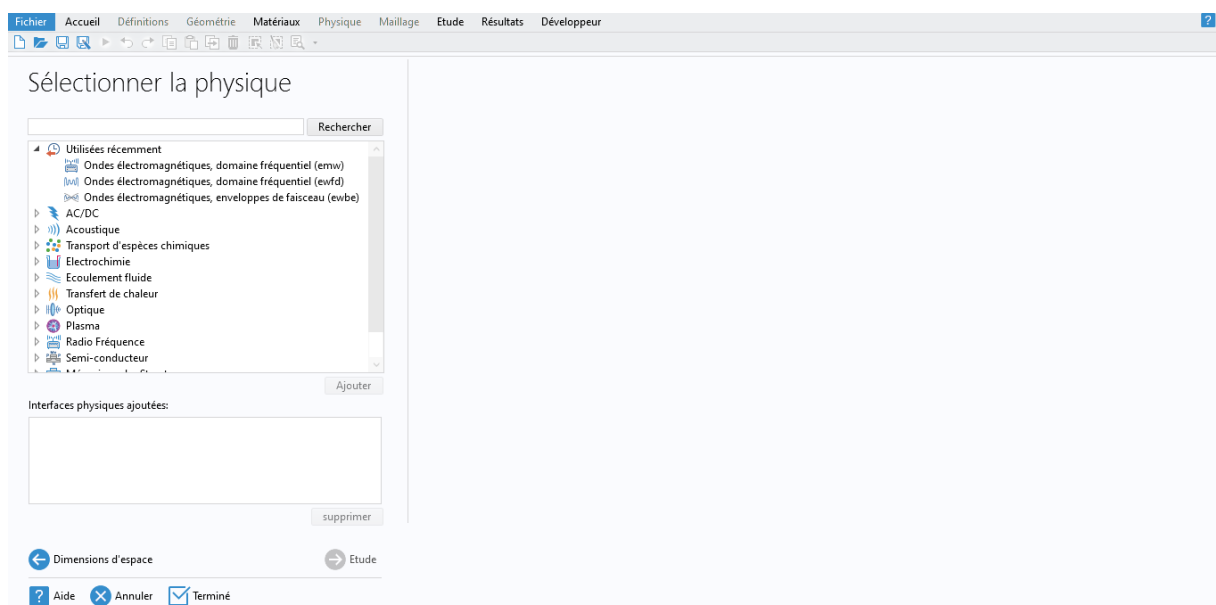 Fichier Accueil Définitions Géométrie Matériaux Physique Maillage Etude Résultats Développeur ?
Sélectionner la physique
Rechercher
Utilisées récemment
Ondes électromagnétiques, domaine fréquentiel (emw)
Ondes électromagnétiques, domaine fréquentiel (ewfd)
Ondes électromagnétiques, enveloppes de faisceau (ewbe)
AC/DC
Acoustique
Transport d'espèces chimiques
Electrochimie
Ecoulement fluide
Transfert de chaleur
Optique
Plasma
Radio Fréquence
Semi-conducteur
Ajouter
Interfaces physiques ajoutées:
supprimer
Dimensions d'espace Etude
? Aide Annuler Terminé